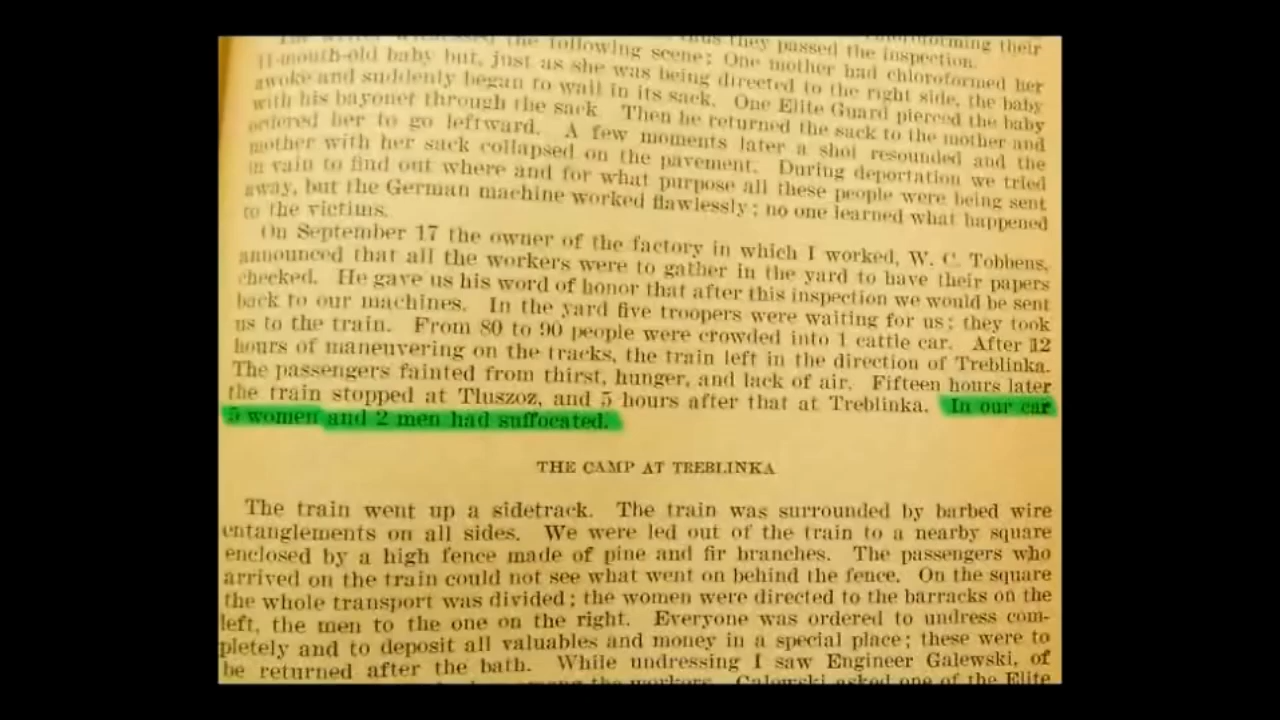 the following scene: thus they passed the inspection.
11-month-old baby but, just as she was being directed to the right side, the baby
awoke and suddenly began to wail in its sack. One Elite Guard pierced the baby
with his bayonet through the sack. Then he returned the sack to the mother and
ordered her to go leftward. A few moments later a shot resounded and the
mother with her sack collapsed on the pavement. During deportation we tried
in vain to find out where and for what purpose all these people were being sent
away, but the German machine worked flawlessly; no one learned what happened
to the victims.
On September 17 the owner of the factory in which I worked, W. C. Tobbens,
announced that all the workers were to gather in the yard to have their papers
checked. He gave us his word of honor that after this inspection we would be sent
back to our machines. In the yard five troopers were waiting for us; they took
us to the train. From 80 to 90 people were crowded into 1 cattle car. After 12
hours of maneuvering on the tracks, the train left in the direction of Treblinka.
The passengers fainted from thirst, hunger, and lack of air. Fifteen hours later
the train stopped at Tluszoz, and 5 hours after that at Treblinka. In our car
5 women and 2 men had suffocated.
THE CAMP AT TREBLINKA
The train went up a sidetrack. The train was surrounded by barbed wire
entanglements on all sides. We were led out of the train to a nearby square
enclosed by a high fence made of pine and fir branches. The passengers who
arrived on the train could not see what went on behind the fence. On the square
the whole transport was divided; the women were directed to the barracks on the
left, the men to the one on the right. Everyone was ordered to undress com-
pletely and to deposit all valuables and money in a special place; these were to
be returned after the bath. While undressing I saw Engineer Galewski, of
among the workers. Galewski asked one of the Elite